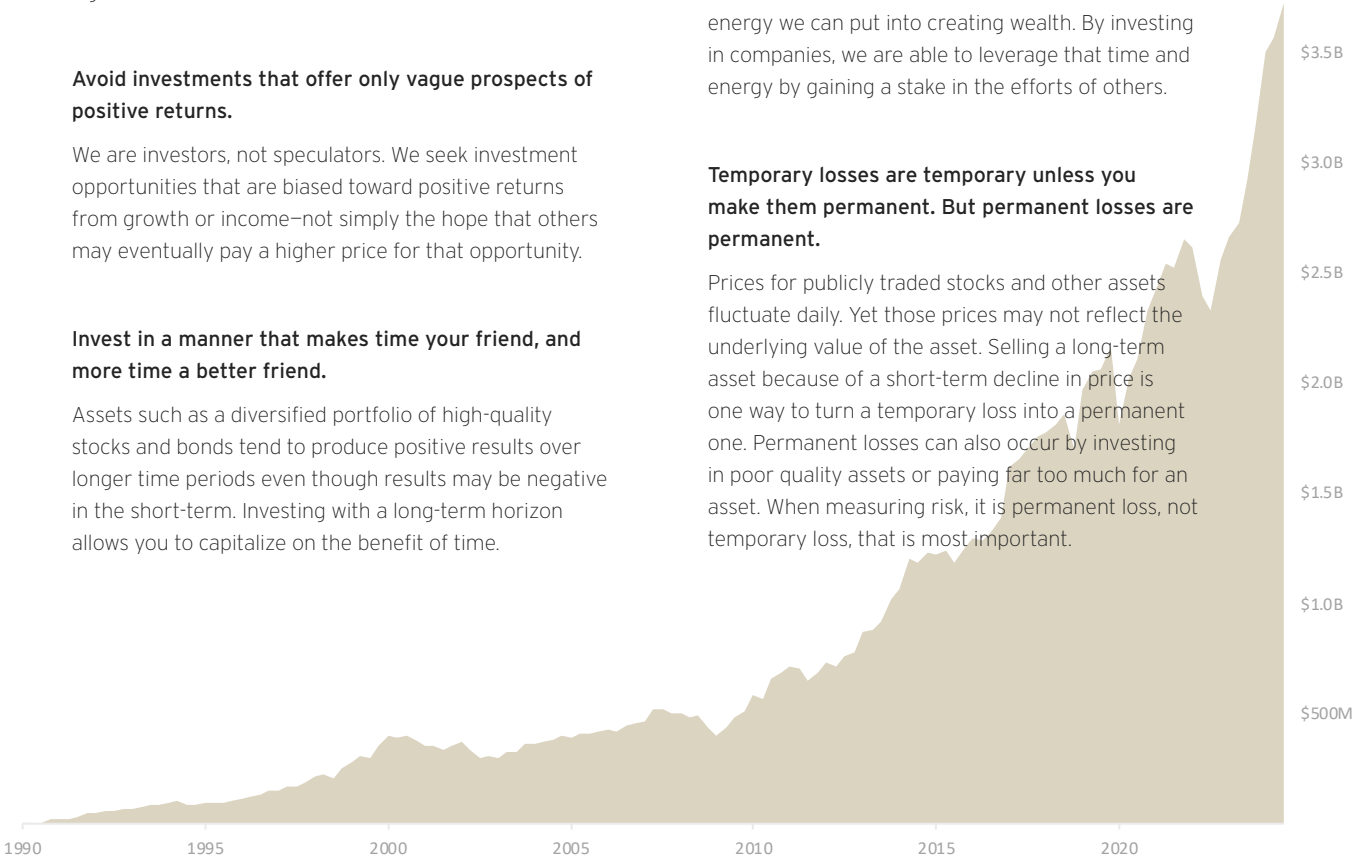 Avoid investments that offer only vague prospects of
positive returns.
We are investors, not speculators. We seek investment
opportunities that are biased toward positive returns
from growth or income—not simply the hope that others
may eventually pay a higher price for that opportunity.
Invest in a manner that makes time your friend, and
more time a better friend.
Assets such as a diversified portfolio of high-quality
stocks and bonds tend to produce positive results over
longer time periods even though results may be negative
in the short-term. Investing with a long-term horizon
allows you to capitalize on the benefit of time.
energy we can put into creating wealth. By investing
in companies, we are able to leverage that time and
energy by gaining a stake in the efforts of others.
Temporary losses are temporary unless you
make them permanent. But permanent losses are
permanent.
Prices for publicly traded stocks and other assets
fluctuate daily. Yet those prices may not reflect the
underlying value of the asset. Selling a long-term
asset because of a short-term decline in price is
one way to turn a temporary loss into a permanent
one. Permanent losses can also occur by investing
in poor quality assets or paying far too much for an
asset. When measuring risk, it is permanent loss, not
temporary loss, that is most important.
$3.5B
$3.0B
$2.5B
$2.0B
$1.5B
$1.0B
$500M
1990 1995 2000 2005 2010 2015 2020